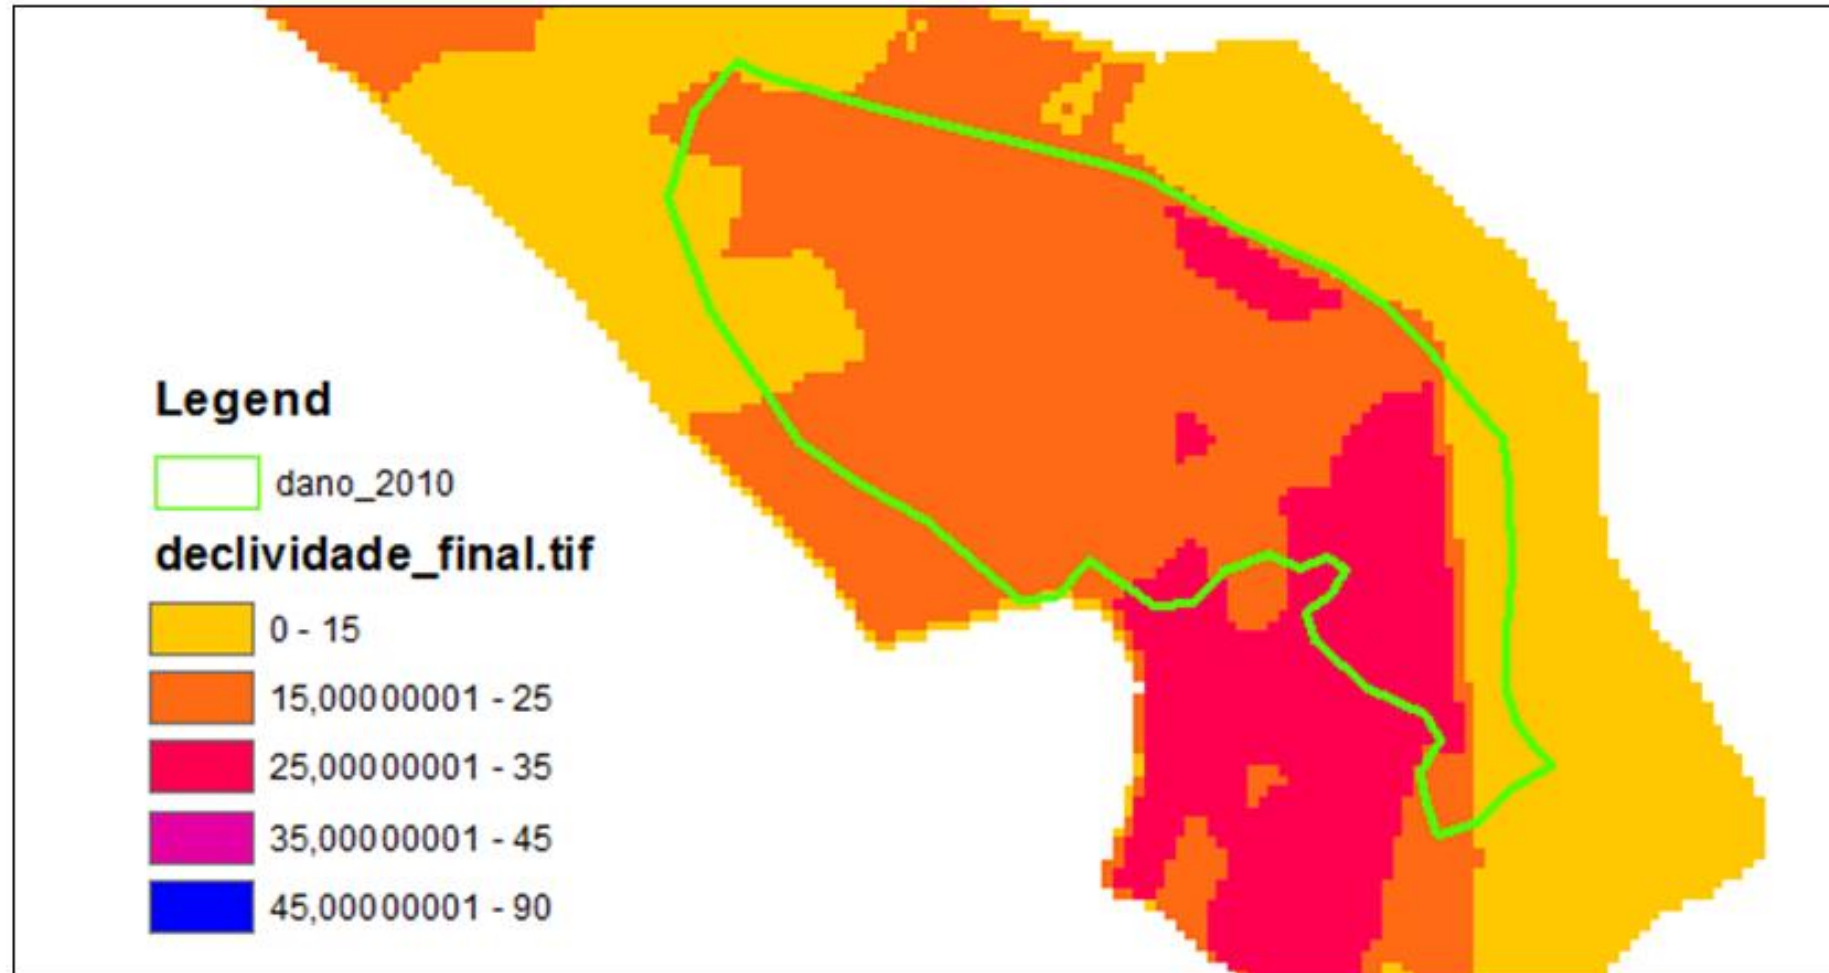 Legend
dano_2010
declividade_final.tif
0 - 15
15,00000001 - 25
25,00000001 - 35
35,00000001 - 45
45,00000001 - 90